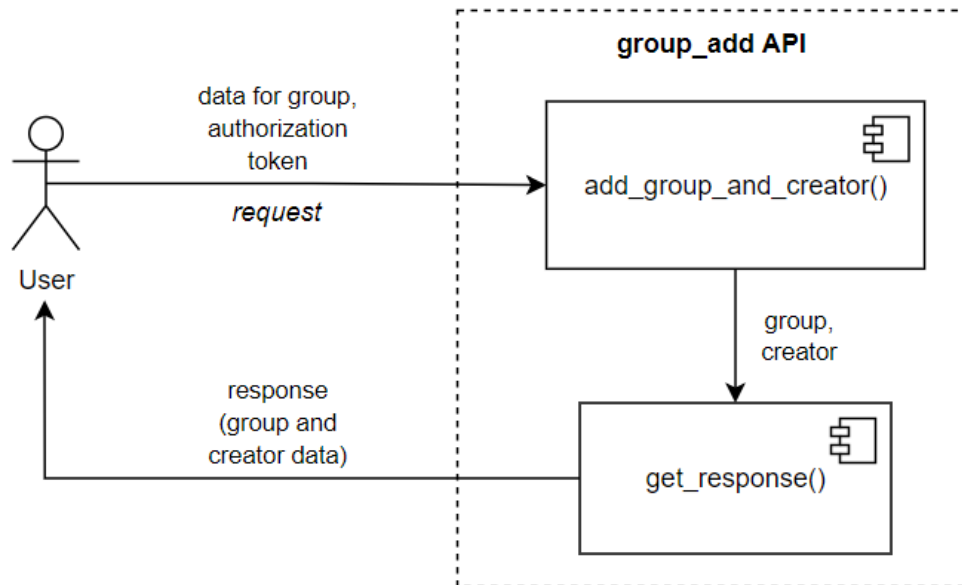 group_add API
data for group,
authorization
token
request
add_group_and_creator()
User
group,
creator
response
(group and
creator data)
get_response()